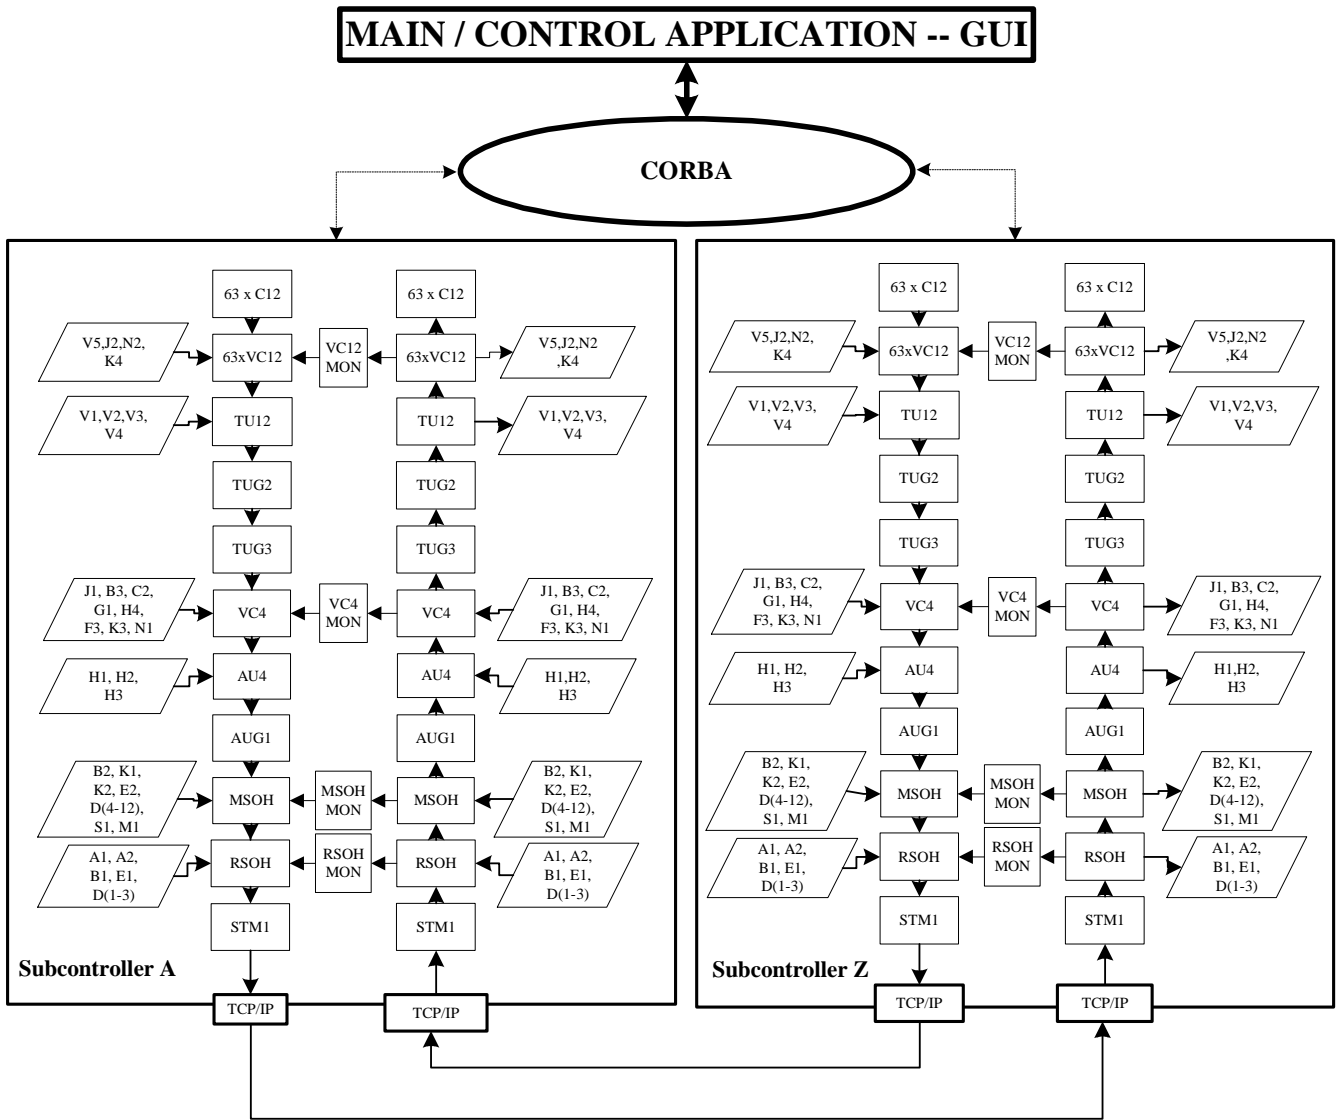 MAIN / CONTROL APPLICATION -- GUI
CORBA
63 x C12
63 x C12
V5,J2,N2,
K4
63xVC12
VC12
MON
63xVC12
V5,J2,N2
,K4
V1,V2,V3,
V4
TU12
TU12
V1,V2,V3,
V4
TUG2
TUG2
TUG3
TUG3
J1, B3, C2,
G1, H4,
F3, K3, N1
VC4
VC4
MON
VC4
J1, B3, C2,
G1, H4,
F3, K3, N1
H1, H2,
H3
AU4
AU4
H1,H2,
H3
AUG1
AUG1
B2, K1,
K2, E2,
D(4-12),
S1, M1
MSOH
MSOH
MON
MSOH
B2, K1,
K2, E2,
D(4-12),
S1, M1
A1, A2
B1, E1,
D(1-3)
RSOH
RSOH
MON
RSOH
A1, A2,
B1, E1,
D(1-3)
STM1
STM1
Subcontroller A
TCP/IP
TCP/IP
63 x C12
63 x C12
V5,J2,N2,
K4
63xVC12
VC12
MON
63xVC12
V5,J2,N2
,K4
V1,V2,V3,
V4
TU12
TU12
V1,V2,V3,
V4
TUG2
TUG2
TUG3
TUG3
J1, B3, C2,
G1, H4,
F3, K3, N1
VC4
VC4
MON
VC4
J1, B3, C2,
G1, H4,
F3, K3, N1
H1, H2,
H3
AU4
AU4
H1,H2,
H3
AUG1
AUG1
B2, K1,
K2, E2,
D(4-12),
S1, M1
MSOH
MSOH
MON
MSOH
B2, K1,
K2, E2,
D(4-12),
S1, M1
A1, A2
B1, E1,
D(1-3)
RSOH
RSOH
MON
RSOH
A1, A2,
B1, E1,
D(1-3)
STM1
STM1
Subcontroller Z
TCP/IP
TCP/IP